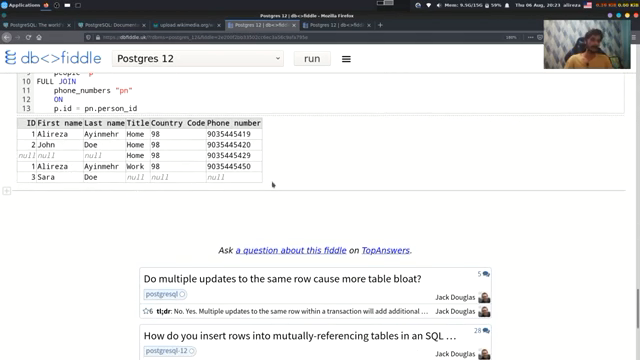 Applications
Postgres 12 | db<>fiddle - Mozilla Firefox
Thu 06 Aug, 20:23 alireza
PostgreSQL: The world
PostgreSQL: Document
upload.wikimedia.org/
Postgres 12 | db<>fiddle
Postgres 12 | db<>fiddle
db<>fiddle
Postgres 12
run
people "p"
10 FULL JOIN
11 phone_numbers "pn"
12 ON
13 p.id = pn.person_id
ID First name Last name Title Country Code Phone number
1 Alireza Ayinmehr Home 98 9035445419
2 John Doe Home 98 9035445420
null null null Home 98 9035445429
1 Alireza Ayinmehr Work 98 9035445450
3 Sara Doe null null null
Ask a question about this fiddle on TopAnswers.
Do multiple updates to the same row cause more table bloat?
5
postgresql
Jack Douglas
6 tl;dr: No. Yes. Multiple updates to the same row within a transaction will add additional ...
Jack Douglas
How do you insert rows into mutually-referencing tables in an SQL ...
28
postgresql-12
Jack Douglas
Jack Douglas